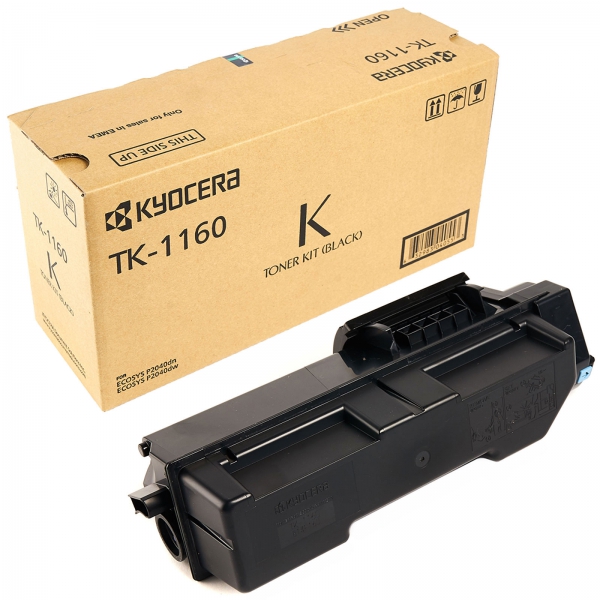 OPEN
TK-1160
Only for sales in EMEA
THIS SIDE UP
KYOCERA
TK-1160
K
TONER KIT (BLACK)
FOR
ECOSYS P2040dn
ECOSYS P2040dw
K
TK-1160